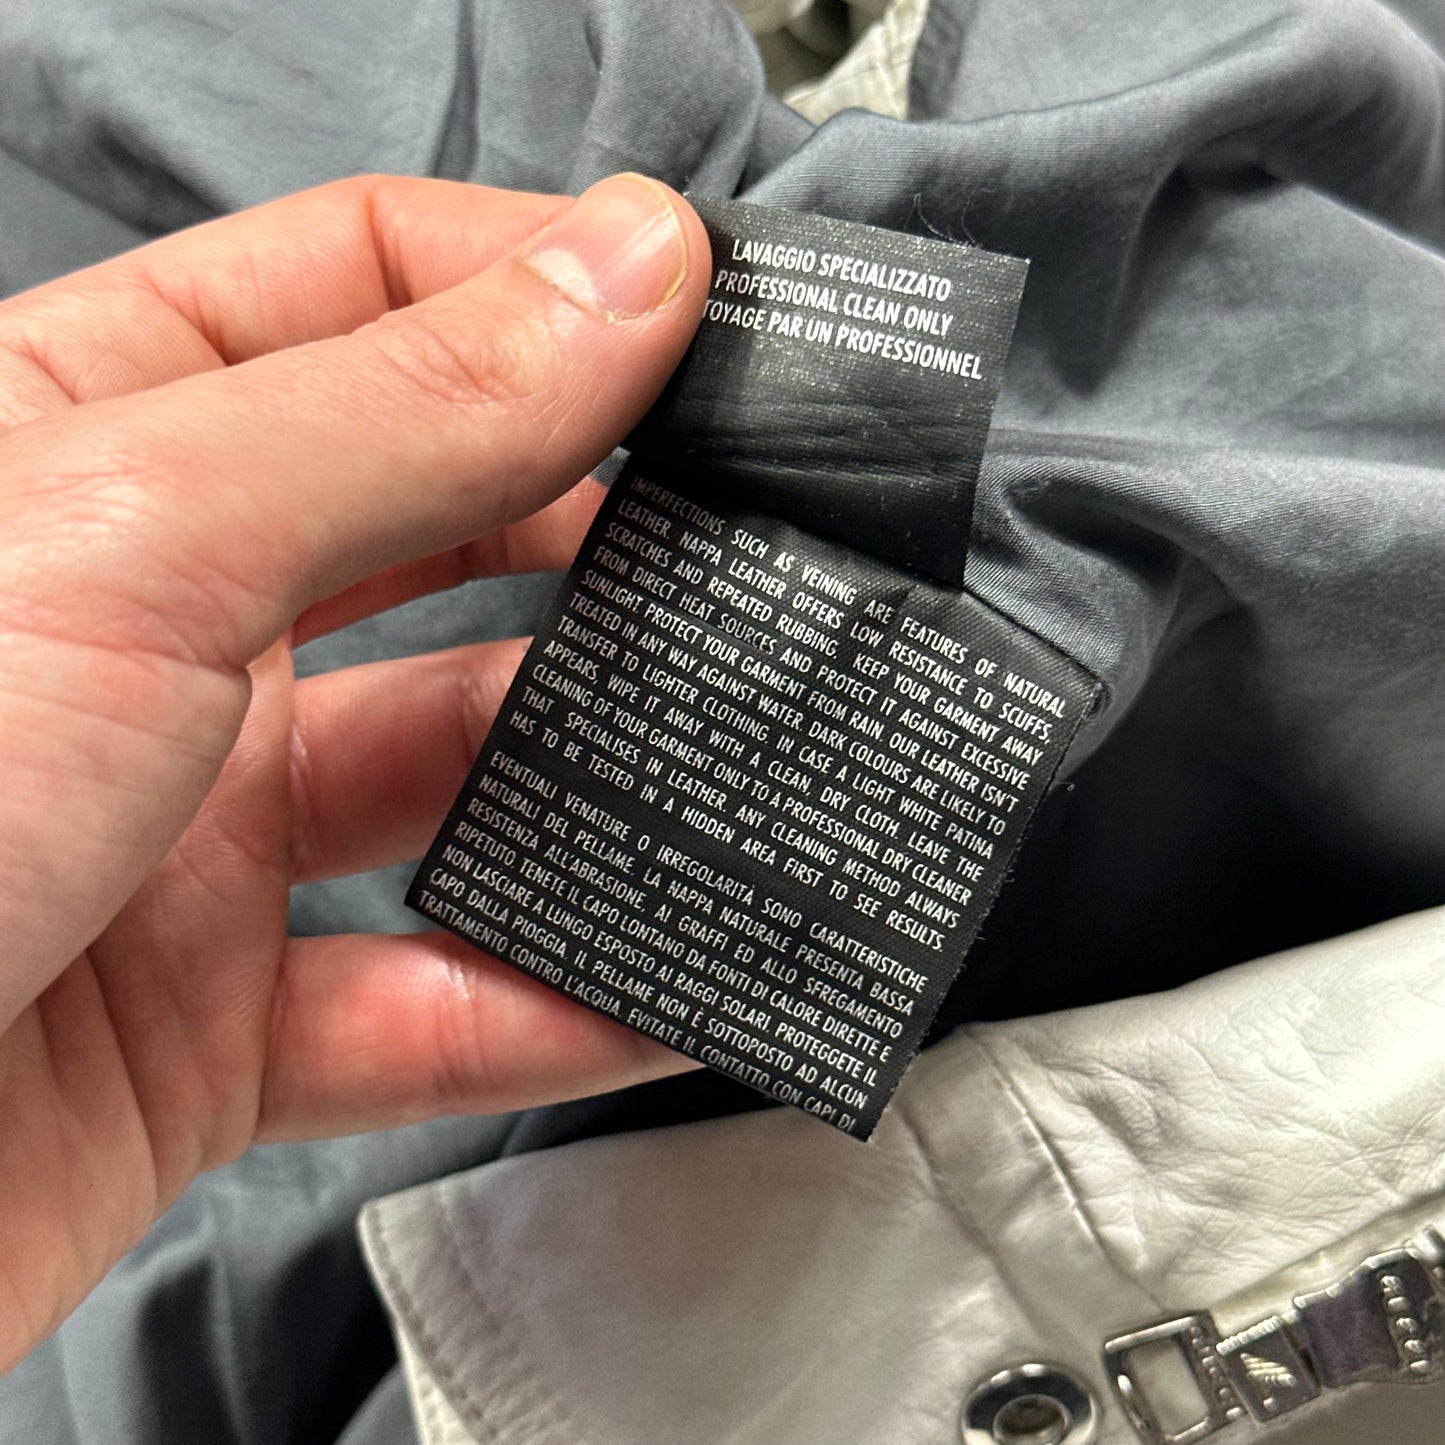 LAVAGGIO SPECIALIZZATO
PROFESSIONAL CLEAN ONLY
TOYAGE PAR UN PROFESSIONNEL
IMPERFECTIONS SUCH AS VEINING ARE FEATURES OF NATURAL
LEATHER. NAPPA LEATHER OFFERS LOW RESISTANCE TO SCUFFS,
SCRATCHES AND REPEATED RUBBING. KEEP YOUR GARMENT AWAY
FROM DIRECT HEAT SOURCES AND PROTECT IT AGAINST EXCESSIVE
SUNLIGHT. PROTECT YOUR GARMENT FROM RAIN. OUR LEATHER ISN'T
TREATED IN ANY WAY AGAINST WATER. DARK COLOURS ARE LIKELY TO
TRANSFER TO LIGHTER CLOTHING. IN CASE A LIGHT WHITE PATINA
APPEARS, WIPE IT AWAY WITH A CLEAN, DRY CLOTH. LEAVE THE
CLEANING OF YOUR GARMENT ONLY TO A PROFESSIONAL DRY CLEANER
THAT SPECIALISES IN LEATHER. ANY CLEANING METHOD ALWAYS
HAS TO BE TESTED IN A HIDDEN AREA FIRST TO SEE RESULTS.
EVENTUALI VENATURE O IRREGOLARITÀ SONO CARATTERISTICHE
NATURALI DEL PELLAME. LA NAPPA NATURALE PRESENTA BASSA
RESISTENZA ALL'ABRASIONE, AI GRAFFI ED ALLO SFREGAMENTO
RIPETUTO. TENETE IL CAPO LONTANO DA FONTI DI CALORE DIRETTE E
NON LASCIARE A LUNGO ESPOSTO AI RAGGI SOLARI. PROTEGGETE IL
CAPO DALLA PIOGGIA, IL PELLAME NON È SOTTOPOSTO AD ALCUN
TRATTAMENTO CONTRO L'ACQUA. EVITATE IL CONTATTO CON CAPI DI